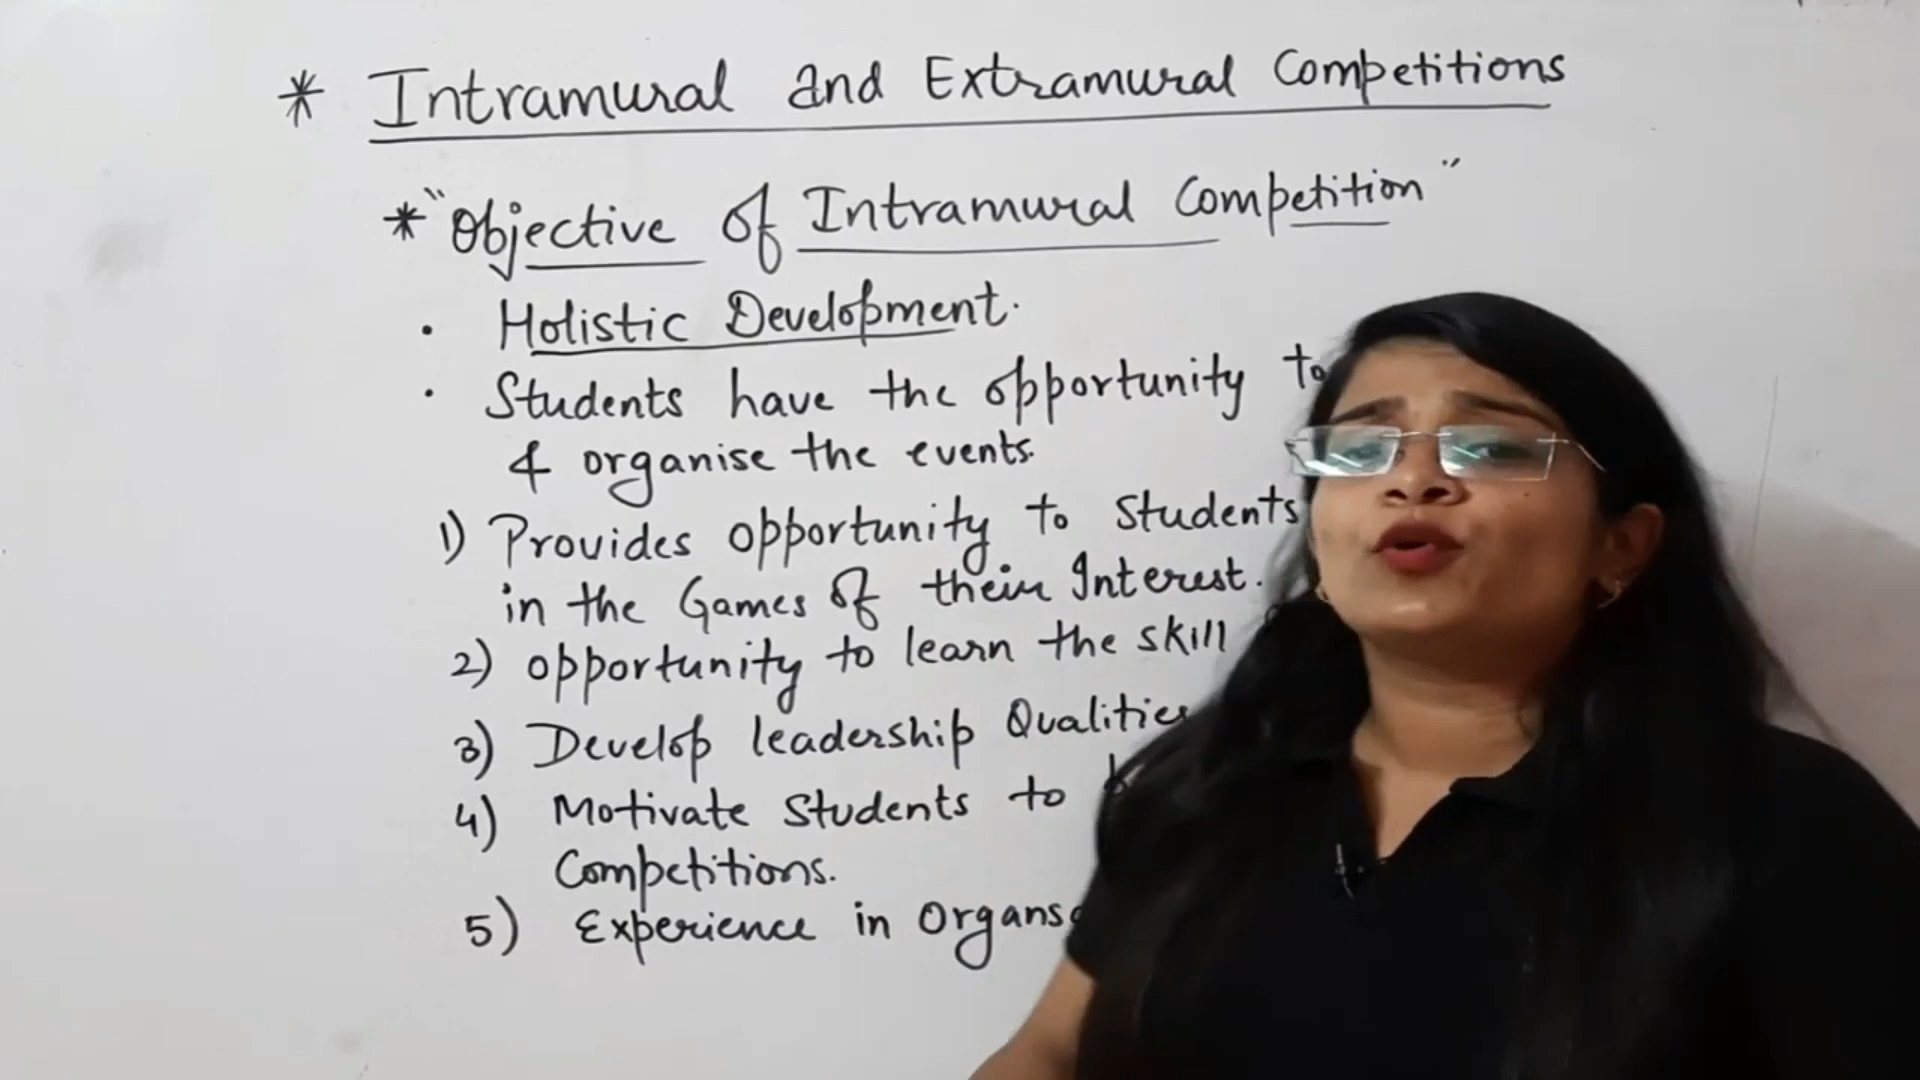 * Intramural and Extramural Competitions
* "Objective of Intramural Competition"
• Holistic Development.
• Students have the opportunity to
& organise the events.
1) Provides opportunity to Students
in the Games of their Interest.
2) opportunity to learn the skill
3) Develop leadership Qualities
4) Motivate Students to
Competitions.
5) Experience in